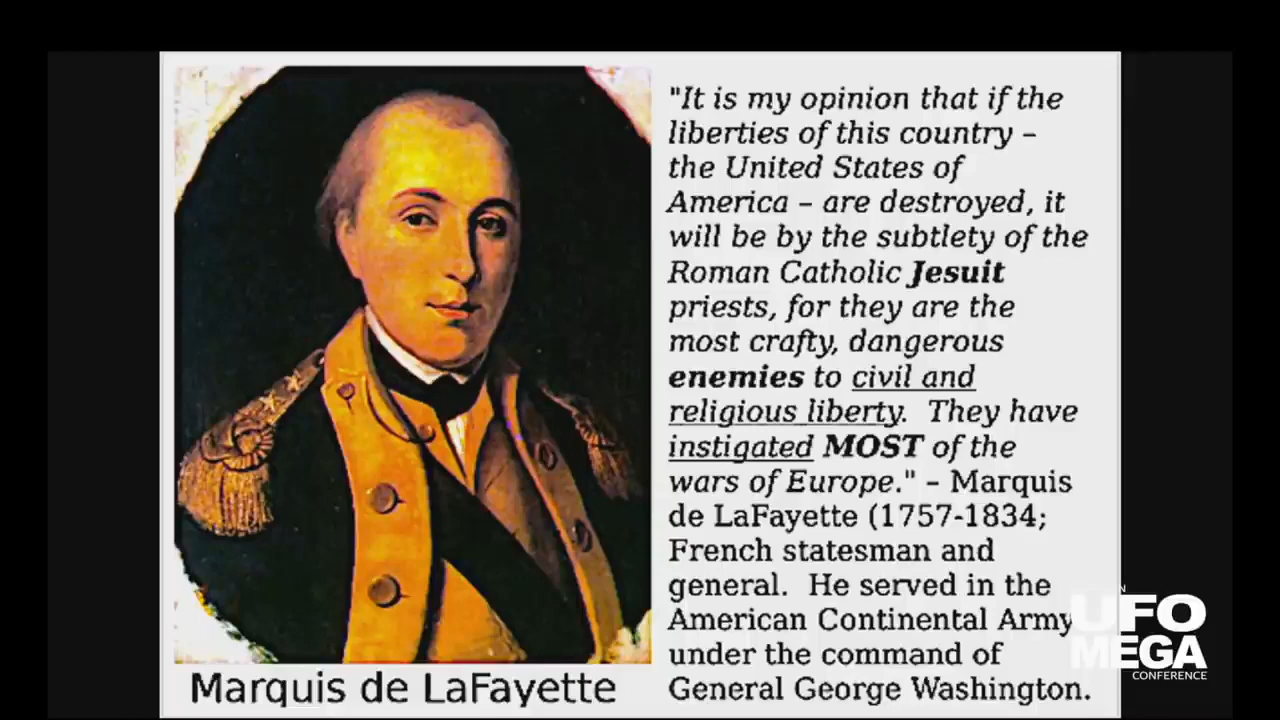 "It is my opinion that if the
liberties of this country –
the United States of
America – are destroyed, it
will be by the subtlety of the
Roman Catholic Jesuit
priests, for they are the
most crafty, dangerous
enemies to civil and
religious liberty.  They have
instigated MOST of the
wars of Europe." – Marquis
de LaFayette (1757-1834;
French statesman and
general.  He served in the
American Continental Army
under the command of
General George Washington.
Marquis de LaFayette
UFO
MEGA
CONFERENCE